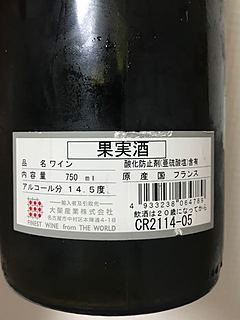 果実酒
品名 ワイン 酸化防止剤(亜硫酸塩)含有
内容量 750ml 原産国 フランス
アルコール分 14.5度
4 933238 064789
輸入者及び引取先
大榮産業株式会社
名古屋市中村区本陣通4-18
FINEST WINE from THE WORLD
飲酒は20歳になってから
CR2114-05